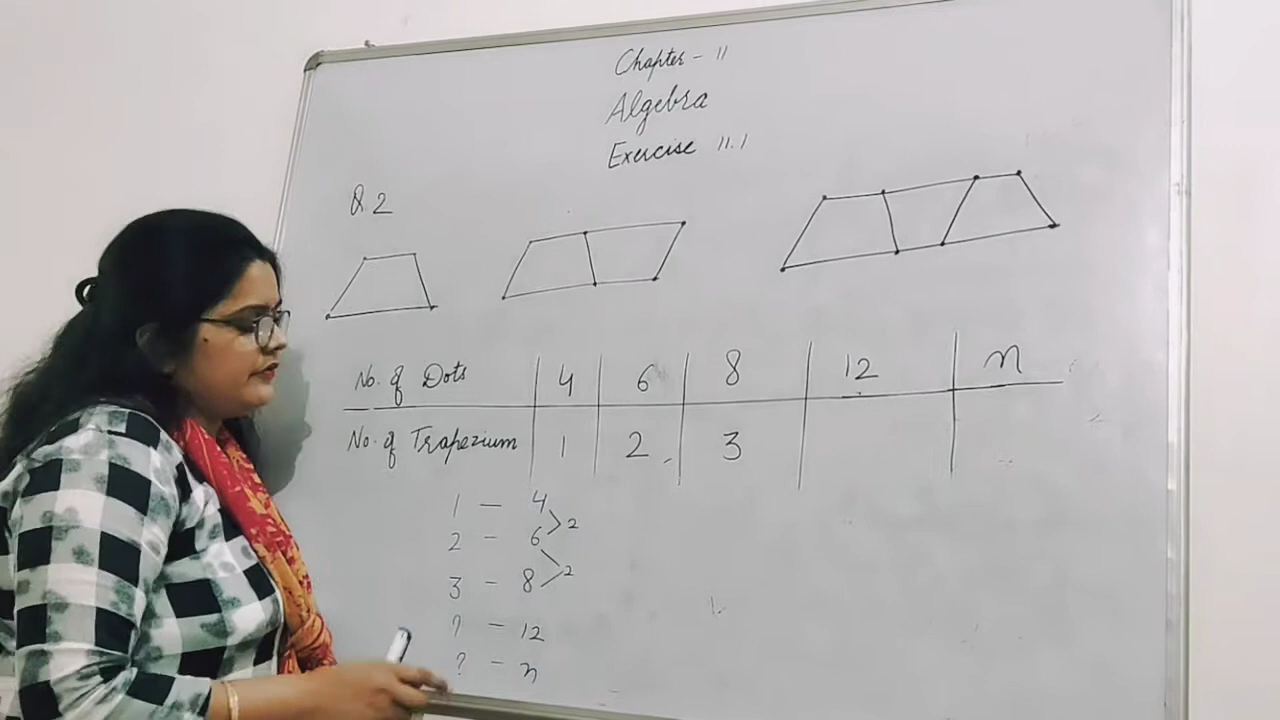 Chapter - 11
Algebra
Exercise 11.1
Q.2
No. of Dots 4 6 8 12 n
No. of Trapezium 1 2 3
1 — 4
2 - 6 > 2
3 - 8 > 2
? - 12
? - n